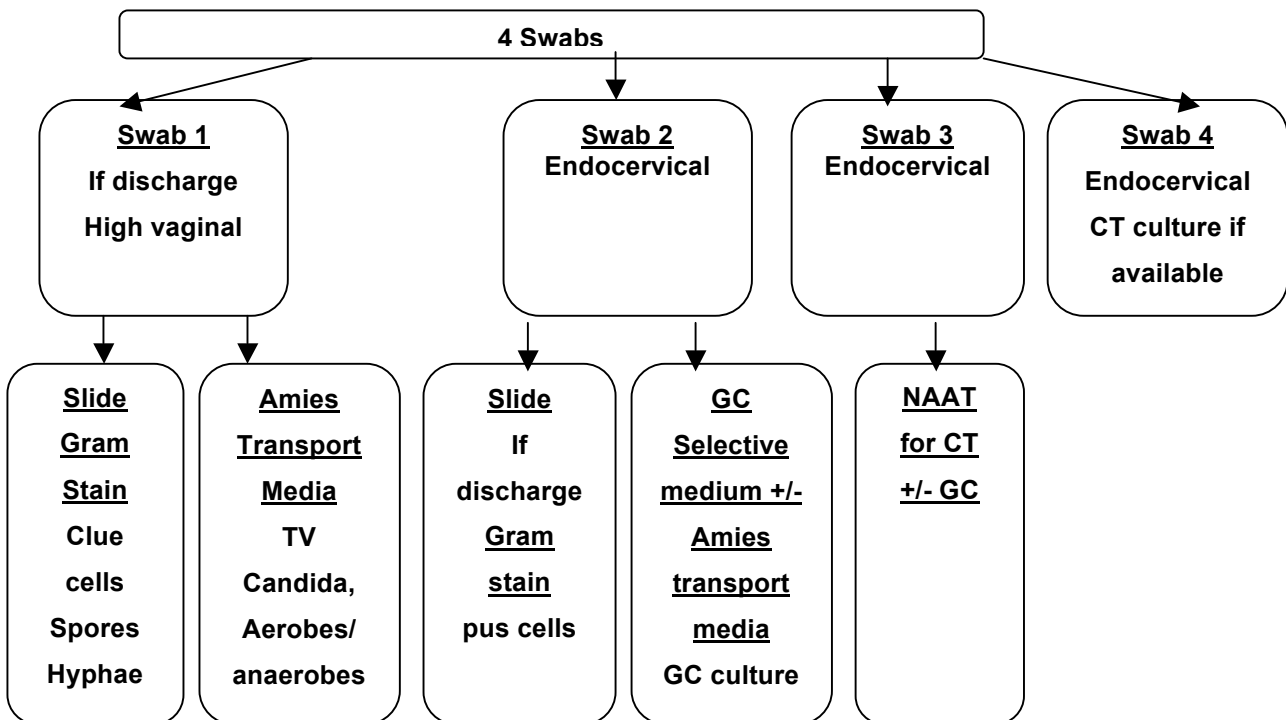 4 Swabs
Swab 1
If discharge
High vaginal
Swab 2
Endocervical
Swab 3
Endocervical
Swab 4
Endocervical
CT culture if
available
Slide
Gram
Stain
Clue
cells
Spores
Hyphae
Amies
Transport
Media
TV
Candida,
Aerobes/
anaerobes
Slide
If
discharge
Gram
stain
pus cells
GC
Selective
medium +/-
Amies
transport
media
GC culture
NAAT
for CT
+/- GC